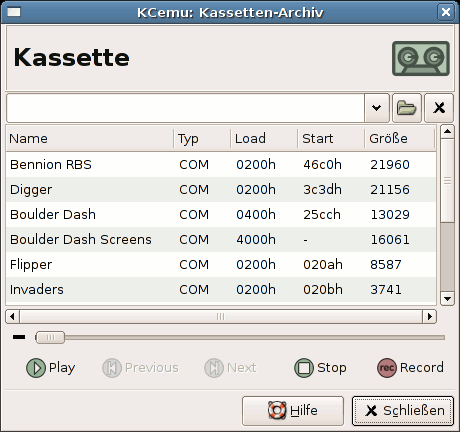 KCemu: Kassetten-Archiv
Kassette
Name Typ Load Start Größe
Bennion RBS COM 0200h 46c0h 21960
Digger COM 0200h 3c3dh 21156
Boulder Dash COM 0400h 25cch 13029
Boulder Dash Screens COM 4000h - 16061
Flipper COM 0200h 020ah 8587
Invaders COM 0200h 020bh 3741
Play Previous Next Stop rec Record
Hilfe Schließen